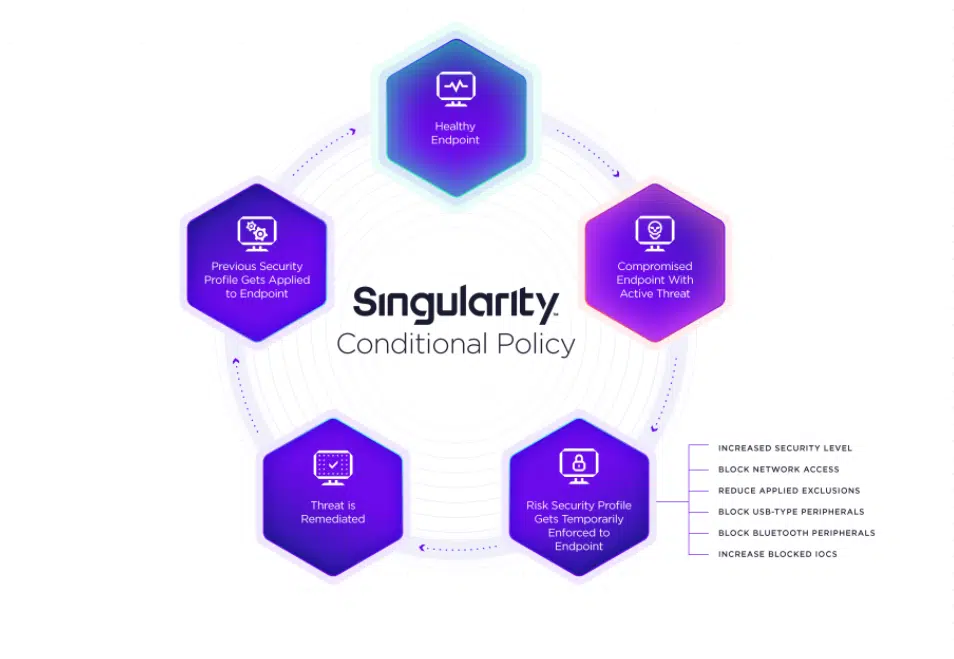 Healthy
Endpoint
Compromised
Endpoint With
Active Threat
Previous Security
Profile Gets Applied
to Endpoint
Singularity™
Conditional Policy
Threat is
Remediated
Risk Security Profile
Gets Temporarily
Enforced to
Endpoint
INCREASED SECURITY LEVEL
BLOCK NETWORK ACCESS
REDUCE APPLIED EXCLUSIONS
BLOCK USB-TYPE PERIPHERALS
BLOCK BLUETOOTH PERIPHERALS
INCREASE BLOCKED IOCS